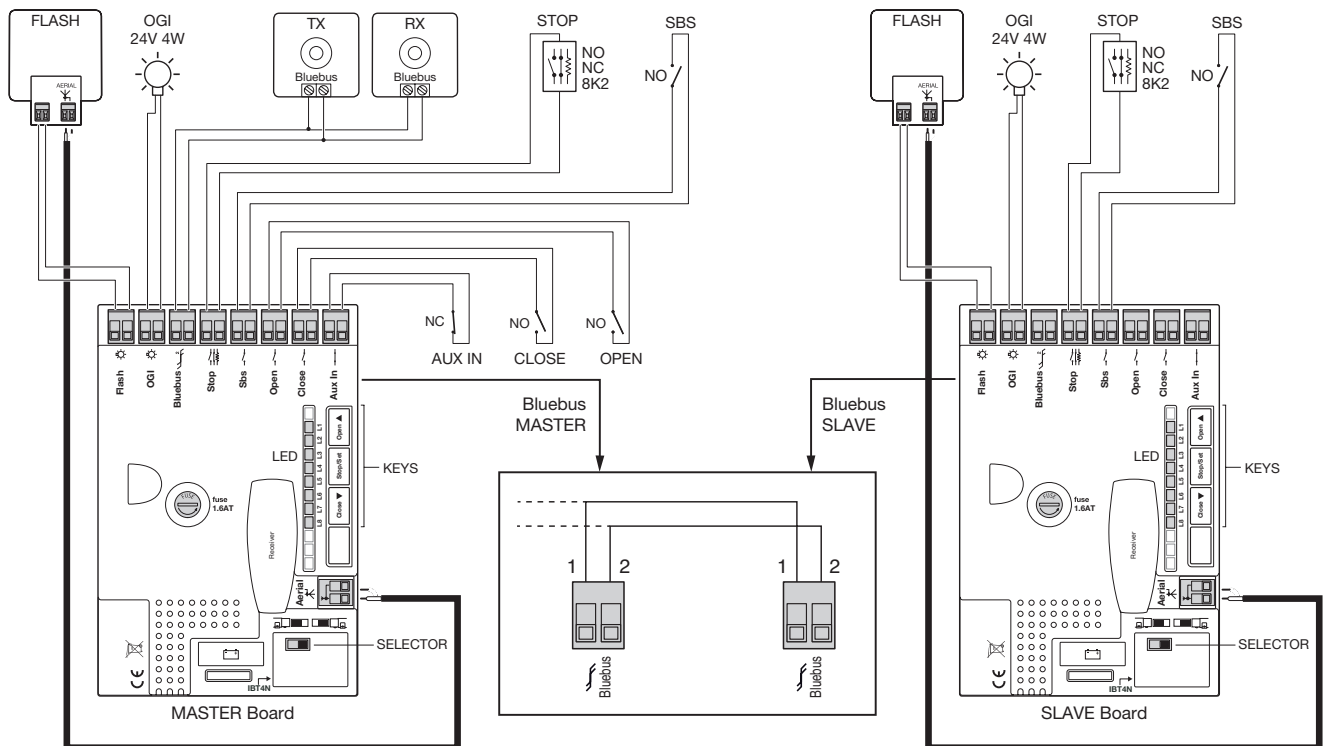 FLASH
AERIAL
OGI
24V 4W
TX
Bluebus
RX
Bluebus
STOP
NO
NC
8K2
SBS
NO
NC
AUX IN
NO
CLOSE
NO
OPEN
Flash
OGI
Bluebus
Stop
Sbs
Open
Close
Aux In
LED
L1
L2
L3
L4
L5
L6
L7
L8
Open
Stop/Set
Close
KEYS
FUSE
fuse
1.6AT
Receiver
Aerial
SELECTOR
IBT4N
CE
MASTER Board
Bluebus
MASTER
Bluebus
SLAVE
1 2
Bluebus
1 2
Bluebus
FLASH
AERIAL
OGI
24V 4W
STOP
NO
NC
8K2
SBS
NO
Flash
OGI
Bluebus
Stop
Sbs
Open
Close
Aux In
LED
L1
L2
L3
L4
L5
L6
L7
L8
Open
Stop/Set
Close
KEYS
FUSE
fuse
1.6AT
Receiver
Aerial
SELECTOR
IBT4N
CE
SLAVE Board